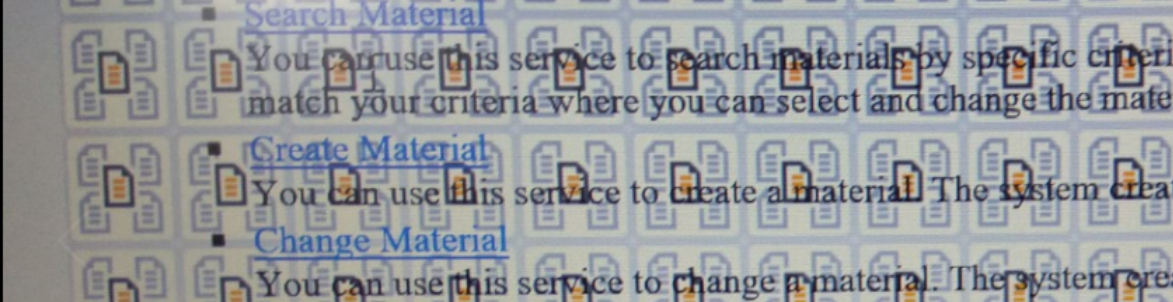 Search Material
You can use this service to search materials by specific criteri
match your criteria where you can select and change the mate
Create Material
You can use this service to create a material. The system crea
Change Material
You can use this service to change a material. The system cre